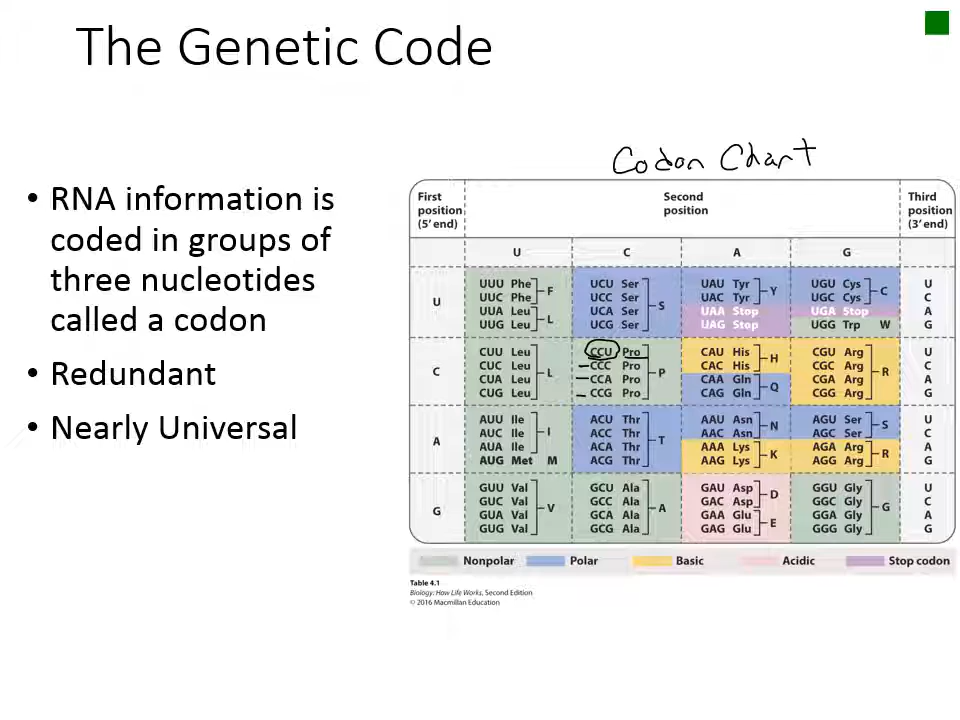 The Genetic Code
• RNA information is
coded in groups of
three nucleotides
called a codon
• Redundant
• Nearly Universal
Codon Chart
First position (5′ end) Second position Third position (3′ end)
U C A G
U
UUU Phe
UUC Phe
F
UUA Leu
UUG Leu
L
UCU Ser
UCC Ser
UCA Ser
UCG Ser
S
UAU Tyr
UAC Tyr
Y
UAA Stop
UAG Stop
UGU Cys
UGC Cys
C
UGA Stop
UGG Trp W
U
C
A
G
C
CUU Leu
CUC Leu
CUA Leu
CUG Leu
L
CCU Pro
CCC Pro
CCA Pro
CCG Pro
P
CAU His
CAC His
H
CAA Gln
CAG Gln
Q
CGU Arg
CGC Arg
CGA Arg
CGG Arg
R
U
C
A
G
A
AUU Ile
AUC Ile
AUA Ile
I
AUG Met M
ACU Thr
ACC Thr
ACA Thr
ACG Thr
T
AAU Asn
AAC Asn
N
AAA Lys
AAG Lys
K
AGU Ser
AGC Ser
S
AGA Arg
AGG Arg
R
U
C
A
G
G
GUU Val
GUC Val
GUA Val
GUG Val
V
GCU Ala
GCC Ala
GCA Ala
GCG Ala
A
GAU Asp
GAC Asp
D
GAA Glu
GAG Glu
E
GGU Gly
GGC Gly
GGA Gly
GGG Gly
G
U
C
A
G
Nonpolar Polar Basic Acidic Stop codon
Table 4.1
Biology: How Life Works, Second Edition
© 2016 Macmillan Education